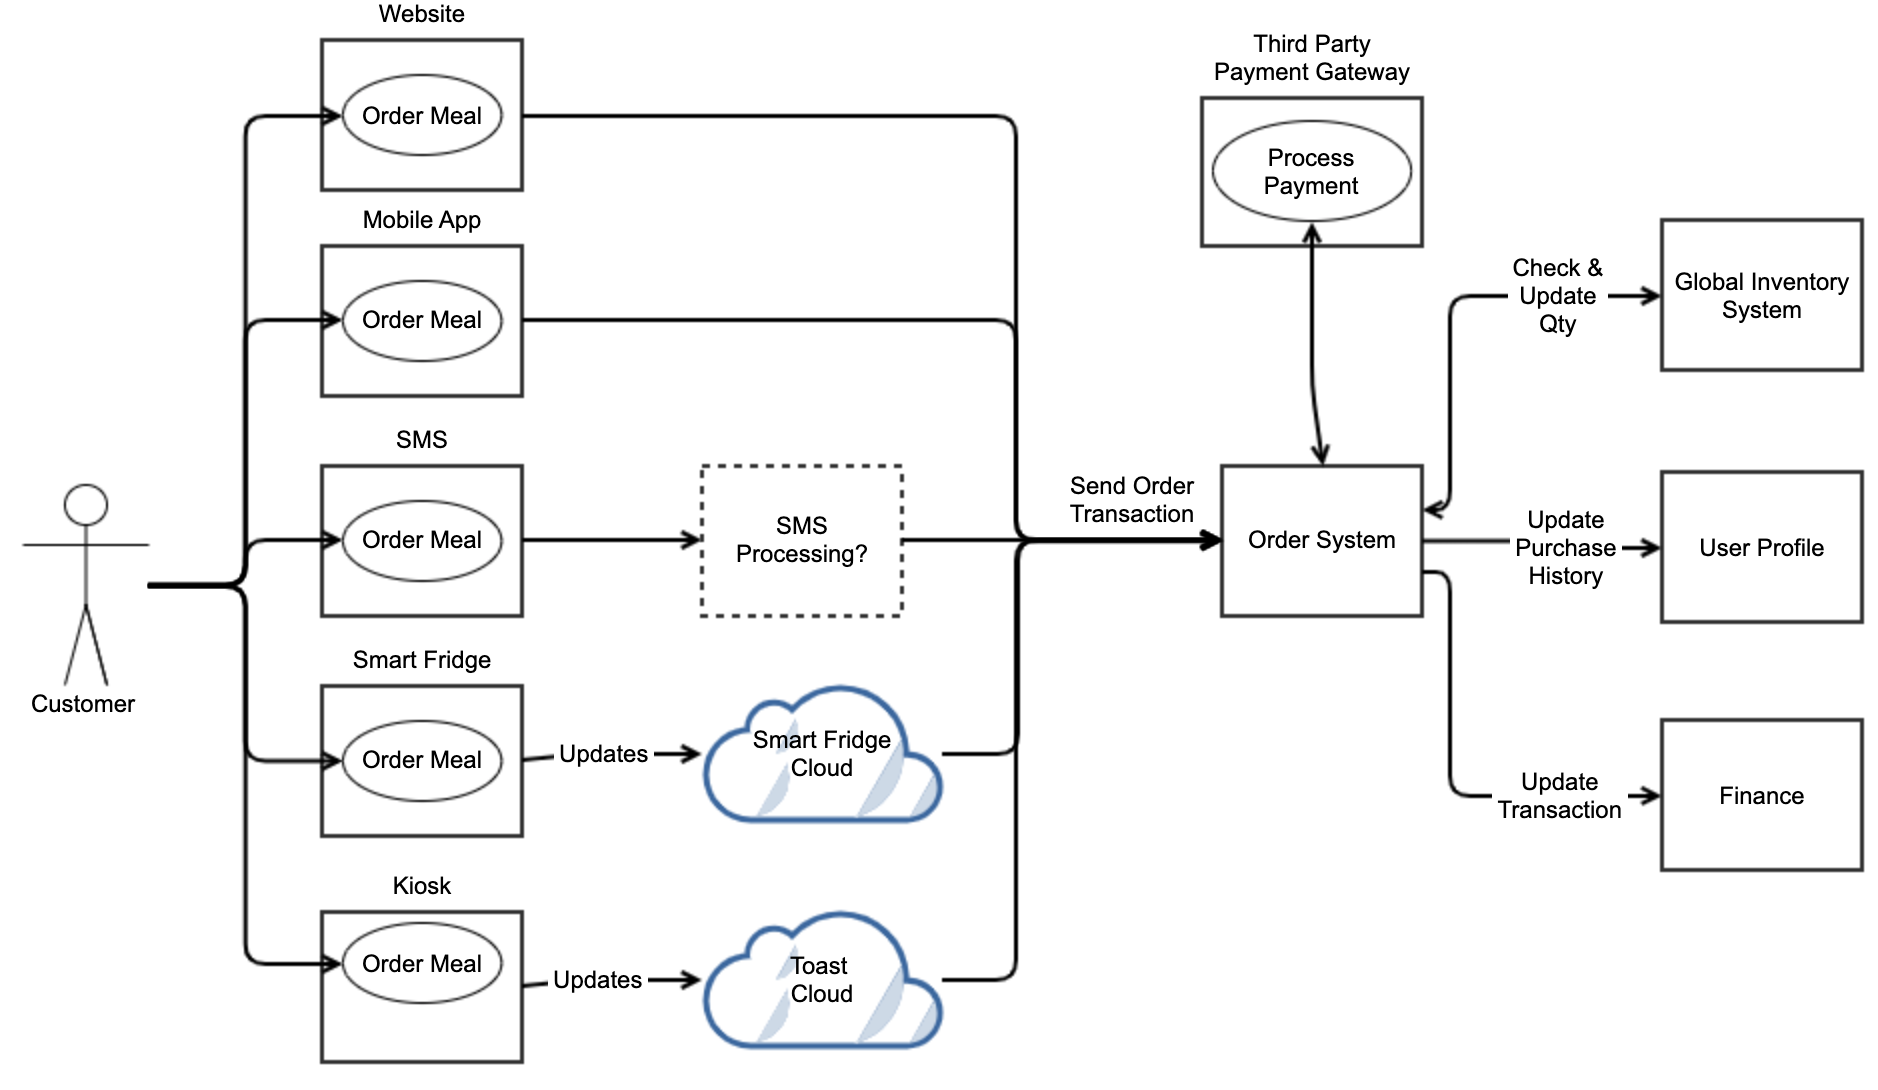 Website
Order Meal
Mobile App
Order Meal
SMS
Order Meal
SMS
Processing?
Smart Fridge
Order Meal
Updates
Smart Fridge
Cloud
Kiosk
Order Meal
Updates
Toast
Cloud
Customer
Send Order
Transaction
Third Party
Payment Gateway
Process
Payment
Order System
Check &
Update
Qty
Global Inventory
System
Update
Purchase
History
User Profile
Update
Transaction
Finance